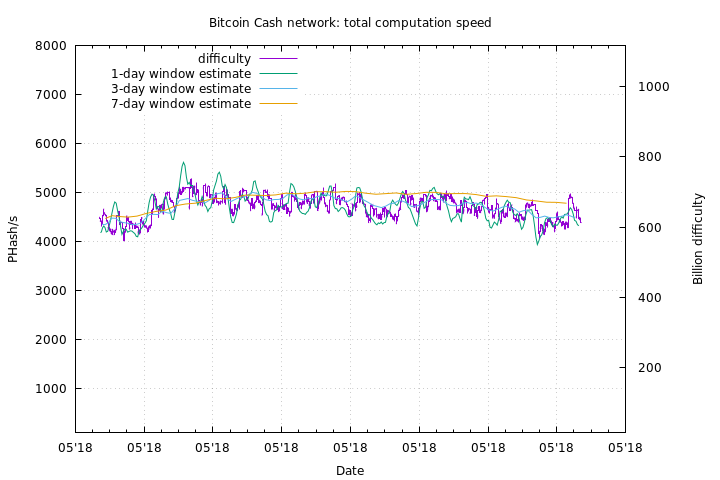 Bitcoin Cash network: total computation speed
8000
7000
6000
5000
4000
3000
2000
1000
1000
800
600
400
200
difficulty
1-day window estimate
3-day window estimate
7-day window estimate
PHash/s
Billion difficulty
05'18 05'18 05'18 05'18 05'18 05'18 05'18 05'18 05'18
Date